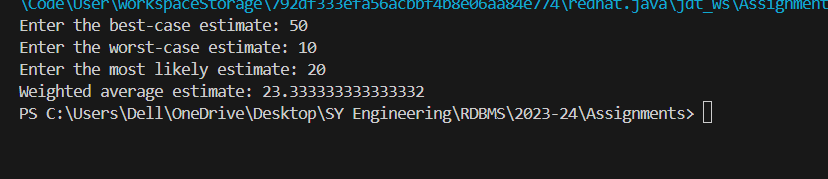 \Code\User\workspaceStorage\792df333efa56acbbf4b8e06aa84e774\redhat.java\jdt_ws\Assignment
Enter the best-case estimate: 50
Enter the worst-case estimate: 10
Enter the most likely estimate: 20
Weighted average estimate: 23.333333333333332
PS C:\Users\Dell\OneDrive\Desktop\SY Engineering\RDBMS\2023-24\Assignments>